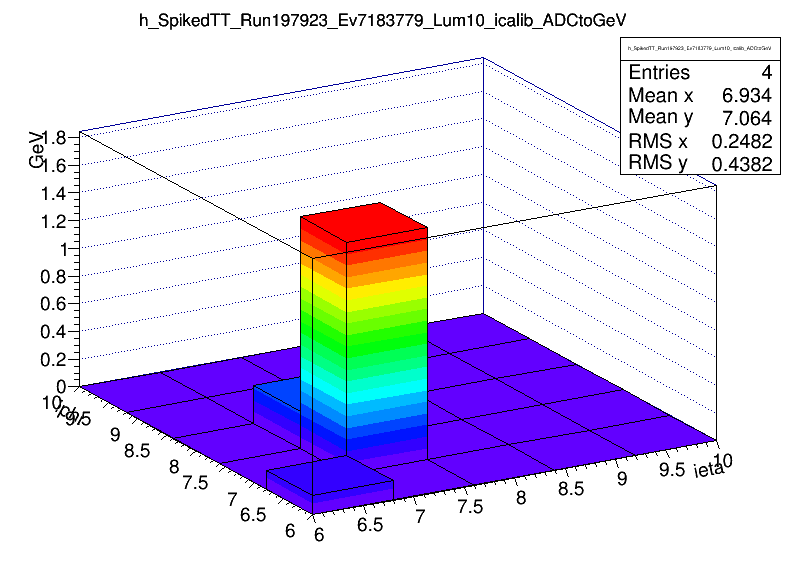 h_SpikedTT_Run197923_Ev7183779_Lum10_icalib_ADCtoGeV
h_SpikedTT_Run197923_Ev7183779_Lum10_icalib_ADCtoGeV
Entries 4
Mean x 6.934
Mean y 7.064
RMS x 0.2482
RMS y 0.4382
GeV
1.8
1.6
1.4
1.2
1
0.8
0.6
0.4
0.2
0
10
iphi
9.5
9
8.5
8
7.5
7
6.5
6
6
6.5
7
7.5
8
8.5
9
9.5
10
ieta